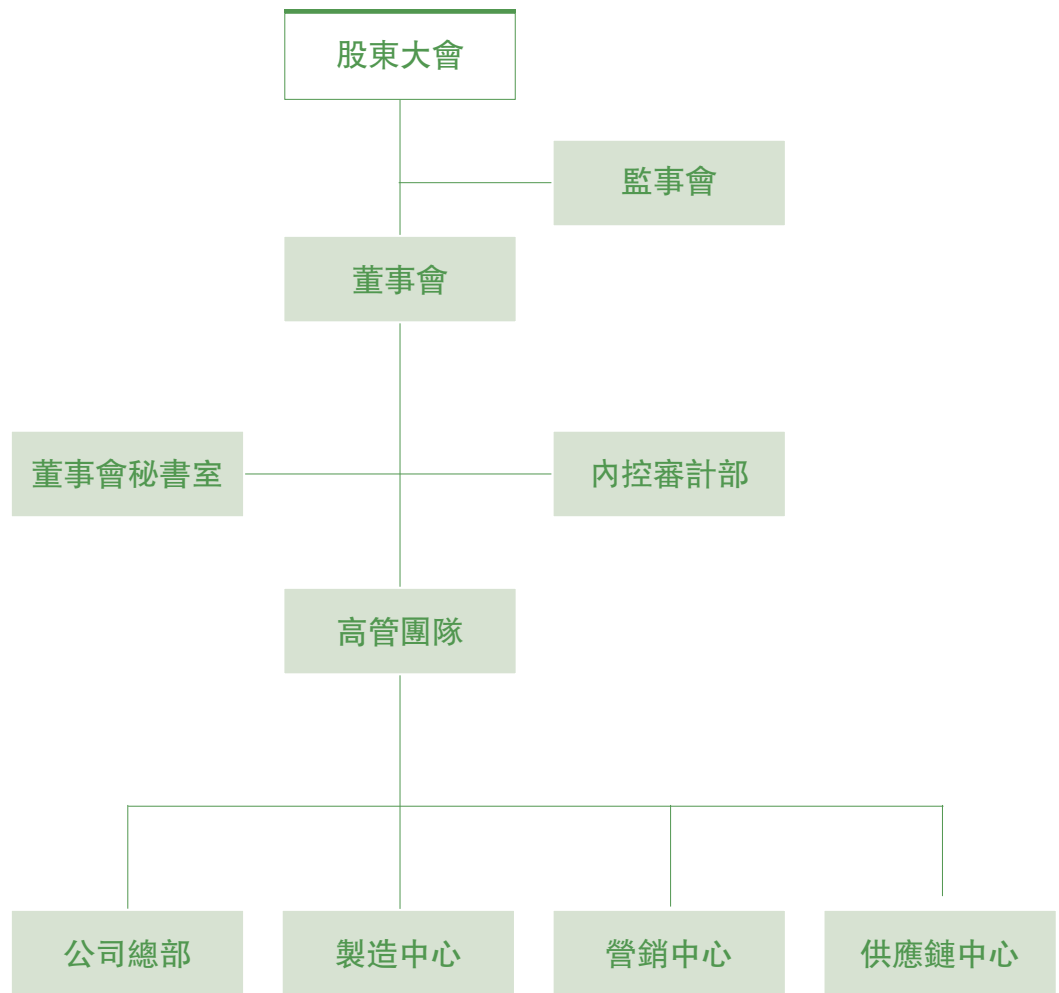 股東大會
監事會
董事會
董事會秘書室
內控審計部
高管團隊
公司總部
製造中心
營銷中心
供應鏈中心